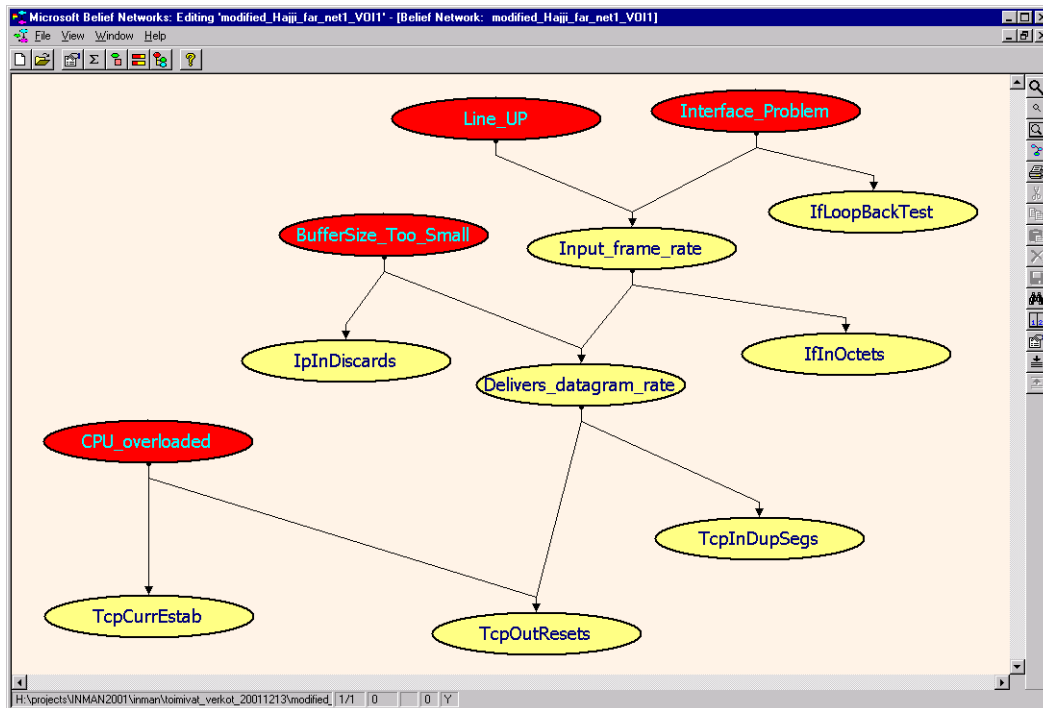 Microsoft Belief Networks: Editing 'modified_Hajji_far_net1_VOI1' - [Belief Network: modified_Hajji_far_net1_VOI1]
File View Window Help
Line_UP
Interface_Problem
IfLoopBackTest
BufferSize_Too_Small
Input_frame_rate
IpInDiscards
IfInOctets
Delivers_datagram_rate
CPU_overloaded
TcpInDupSegs
TcpCurrEstab
TcpOutResets
H:\projects\INMAN2001\inman\toimivat_verkot_20011213\modified_ 1/1 0 0 Y